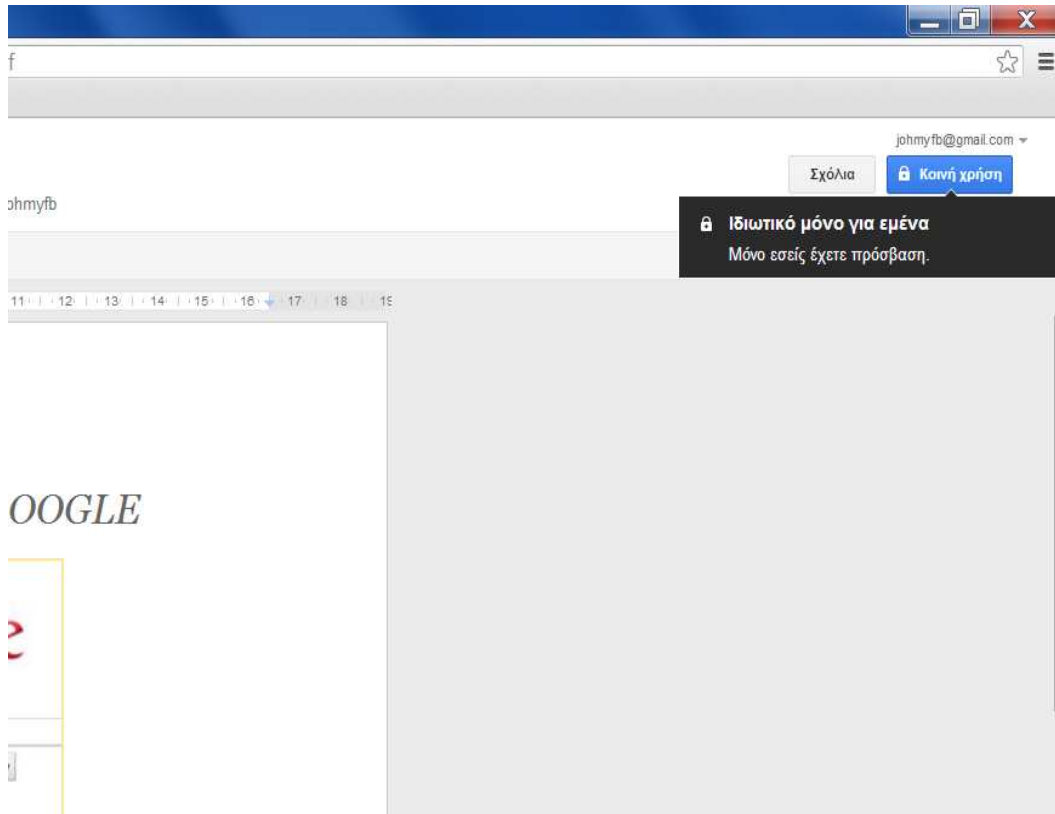 f
johmyfb@gmail.com
Σχόλια
Κοινή χρήση
ohmyfb
Ιδιωτικό μόνο για εμένα
Μόνο εσείς έχετε πρόσβαση.
11 12 13 14 15 16 17 18 19
OOGLE
e